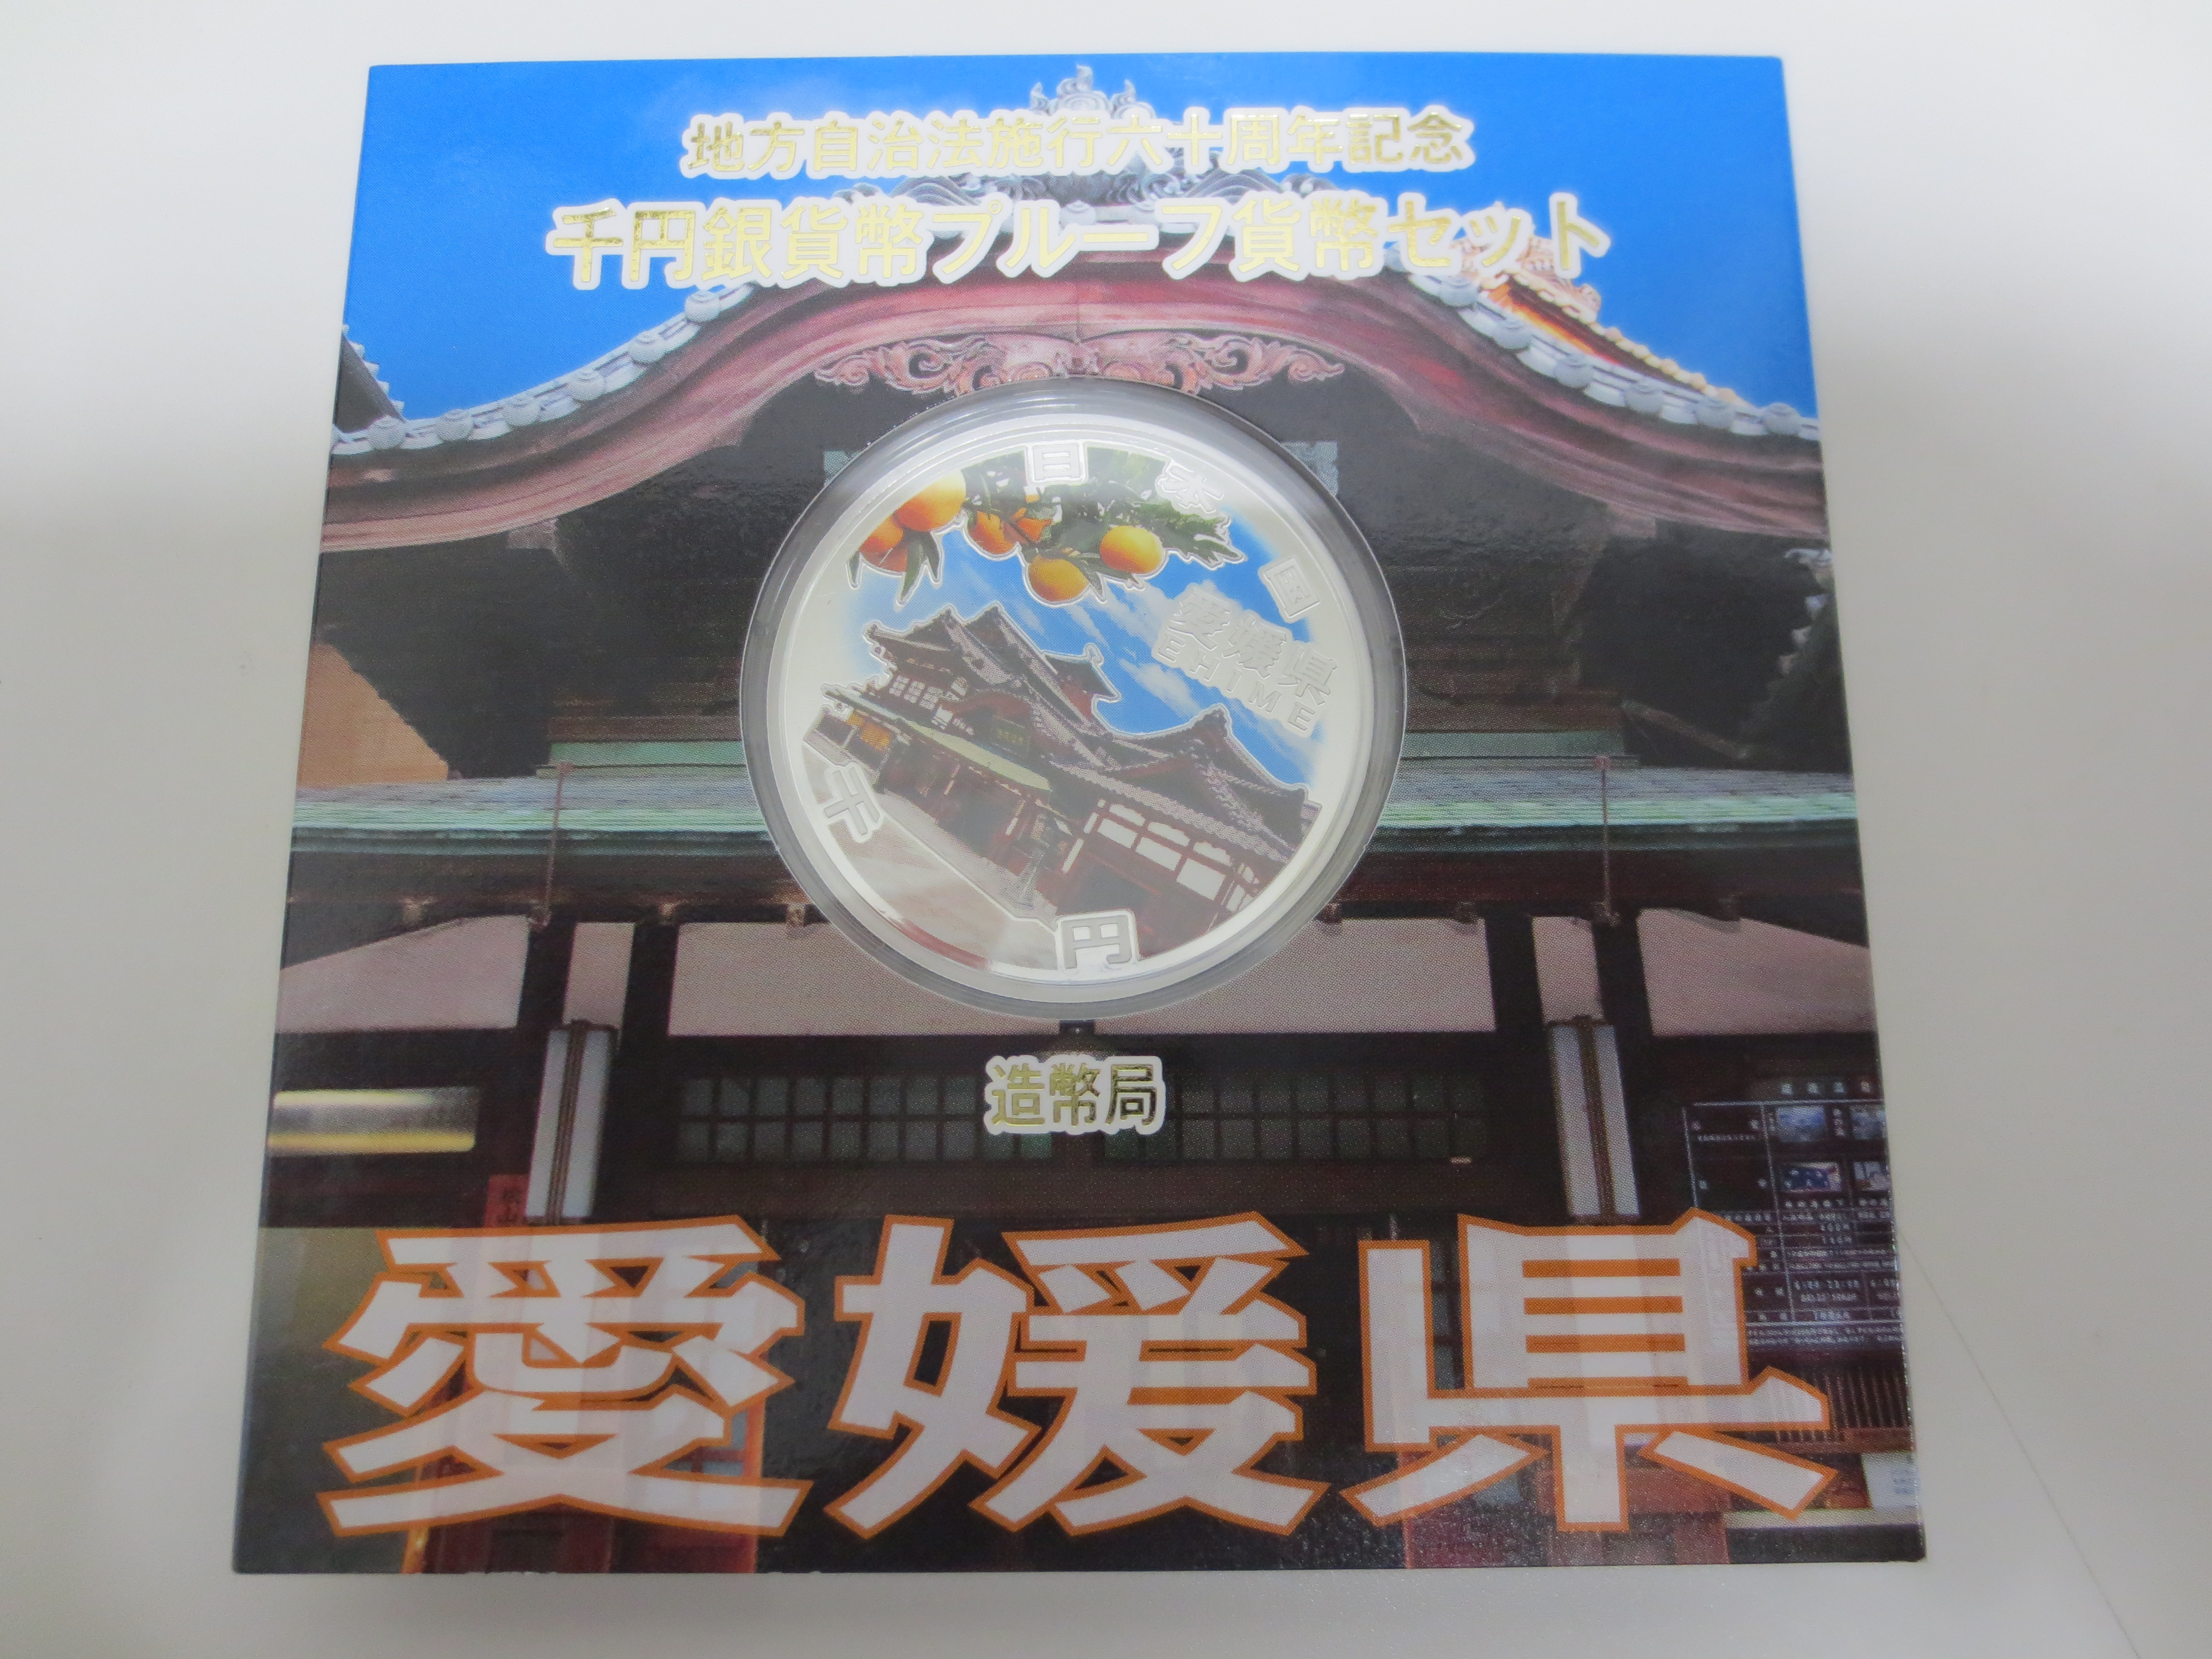 地方自治法施行六十周年記念
千円銀貨幣プルーフ貨幣セット
日本国
愛媛県
EHIME
千円
造幣局
愛媛県